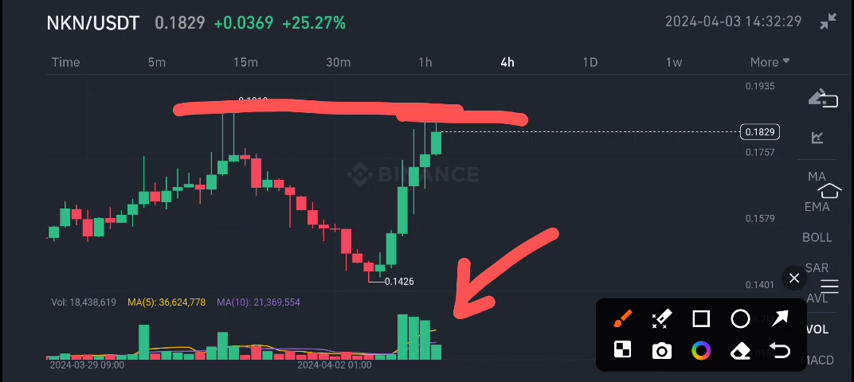 NKN/USDT 0.1829 +0.0369 +25.27% 2024-04-03 14:32:29
Time 5m 15m 30m 1h 4h 1D 1w More
0.1935
0.1829
0.1757
BINANCE
MA
EMA
0.1579
BOLL
SAR
0.1426
0.1401
AVL
Vol: 18,438,619 MA(5): 36,624,778 MA(10): 21,369,554
VOL
MACD
2024-03-29 09:00 2024-04-02 01:00